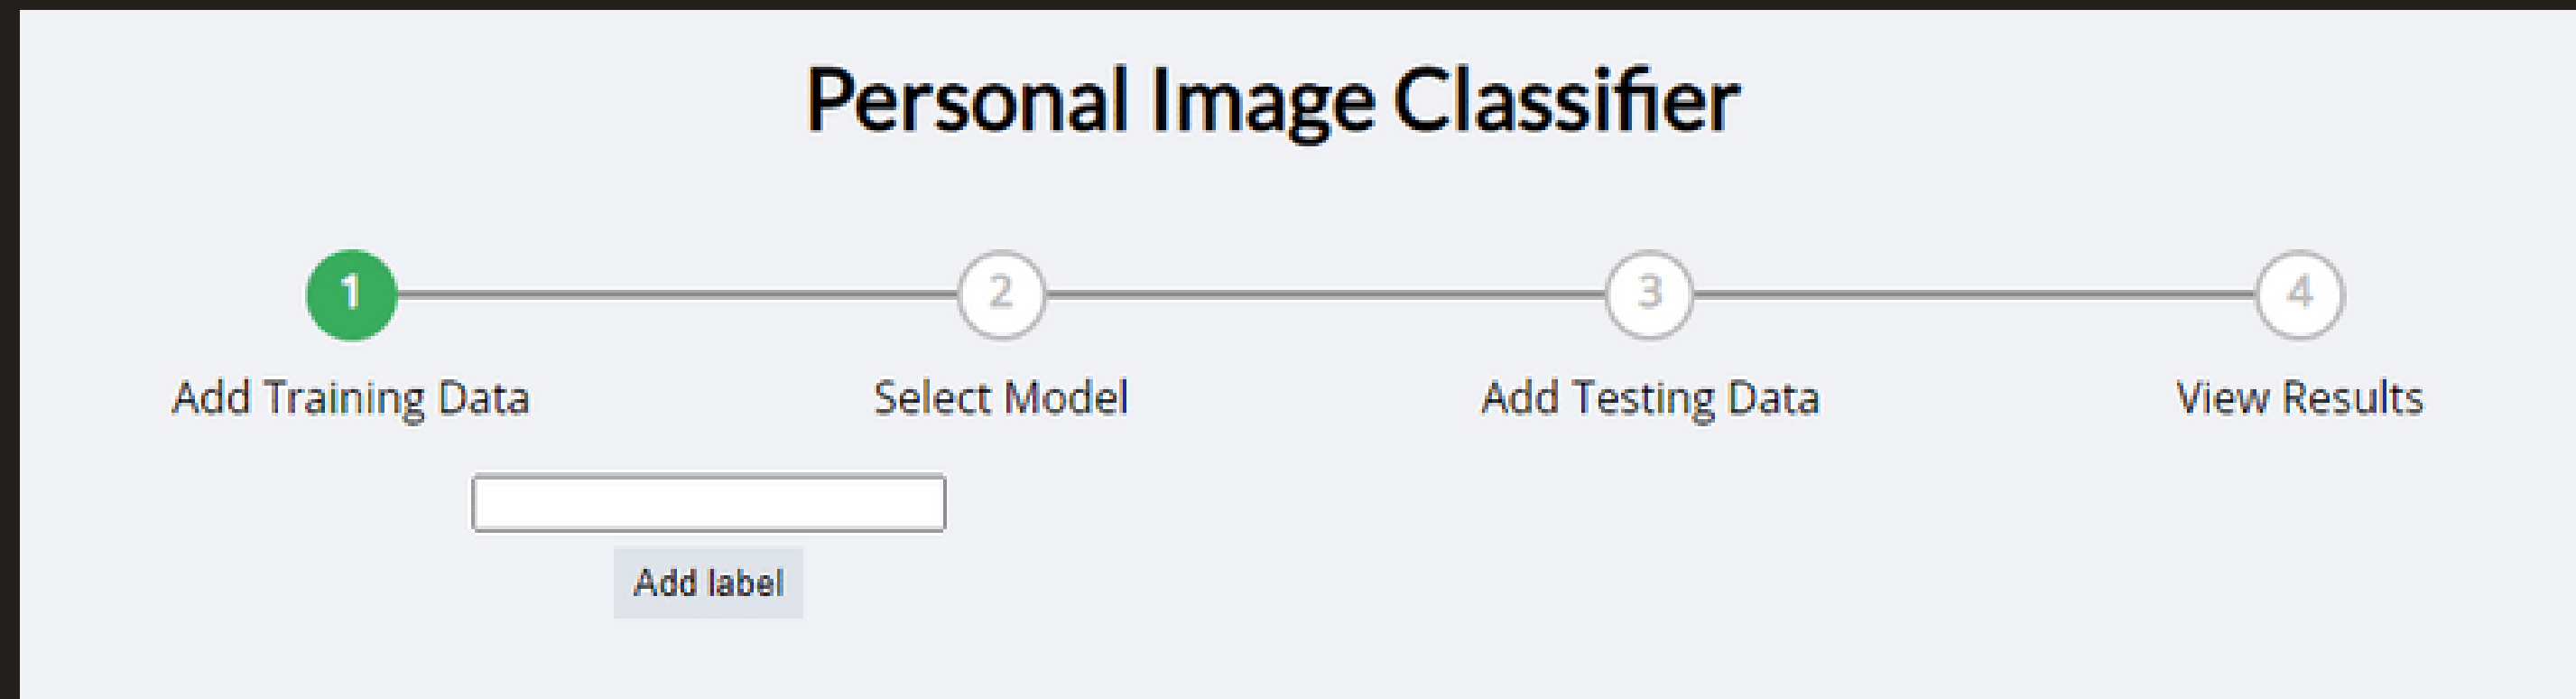 Personal Image Classifier
1 2 3 4
Add Training Data Select Model Add Testing Data View Results
Add label